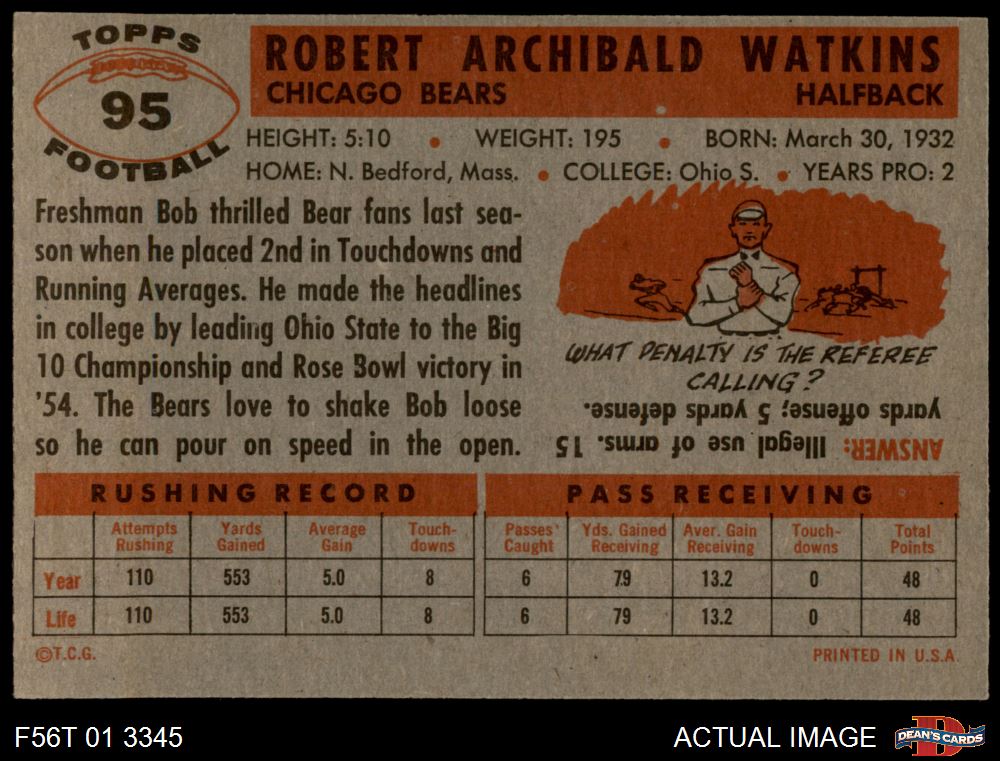 TOPPS
95
FOOTBALL
ROBERT ARCHIBALD WATKINS
CHICAGO BEARS HALFBACK
HEIGHT: 5:10 • WEIGHT: 195 • BORN: March 30, 1932
HOME: N. Bedford, Mass. • COLLEGE: Ohio S. • YEARS PRO: 2
Freshman Bob thrilled Bear fans last sea-
son when he placed 2nd in Touchdowns and
Running Averages. He made the headlines
in college by leading Ohio State to the Big
10 Championship and Rose Bowl victory in
'54. The Bears love to shake Bob loose
so he can pour on speed in the open.
WHAT PENALTY IS THE REFEREE
CALLING?
ANSWER: Illegal use of arms. 15
yards offense; 5 yards defense.
RUSHING RECORD
Attempts Rushing Yards Gained Average Gain Touch-downs
Year 110 553 5.0 8
Life 110 553 5.0 8
PASS RECEIVING
Passes Caught Yds. Gained Receiving Aver. Gain Receiving Touch-downs Total Points
6 79 13.2 0 48
6 79 13.2 0 48
©T.C.G. PRINTED IN U.S.A.
F56T 01 3345 ACTUAL IMAGE DEAN'S CARDS